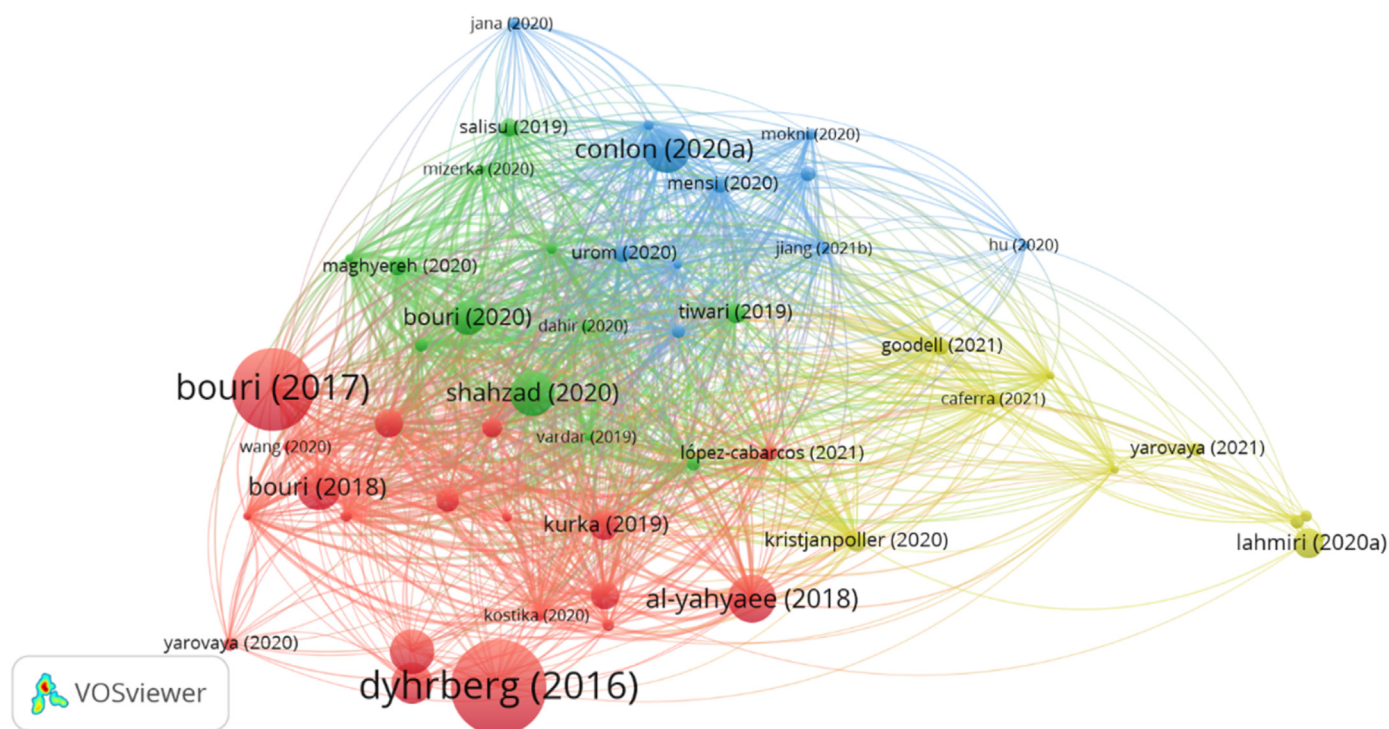 jana (2020)
salisu (2019)
conlon (2020a)
mokni (2020)
mizerka (2020)
mensi (2020)
urom (2020)
jiang (2021b)
hu (2020)
maghyereh (2020)
bouri (2020)
dahir (2020)
tiwari (2019)
goodell (2021)
bouri (2017)
shahzad (2020)
caferra (2021)
wang (2020)
vardar (2019)
lópez-cabarcos (2021)
yarovaya (2021)
bouri (2018)
kurka (2019)
kristjanpoller (2020)
lahmiri (2020a)
al-yahyaee (2018)
kostika (2020)
yarovaya (2020)
dyhrberg (2016)
VOSviewer